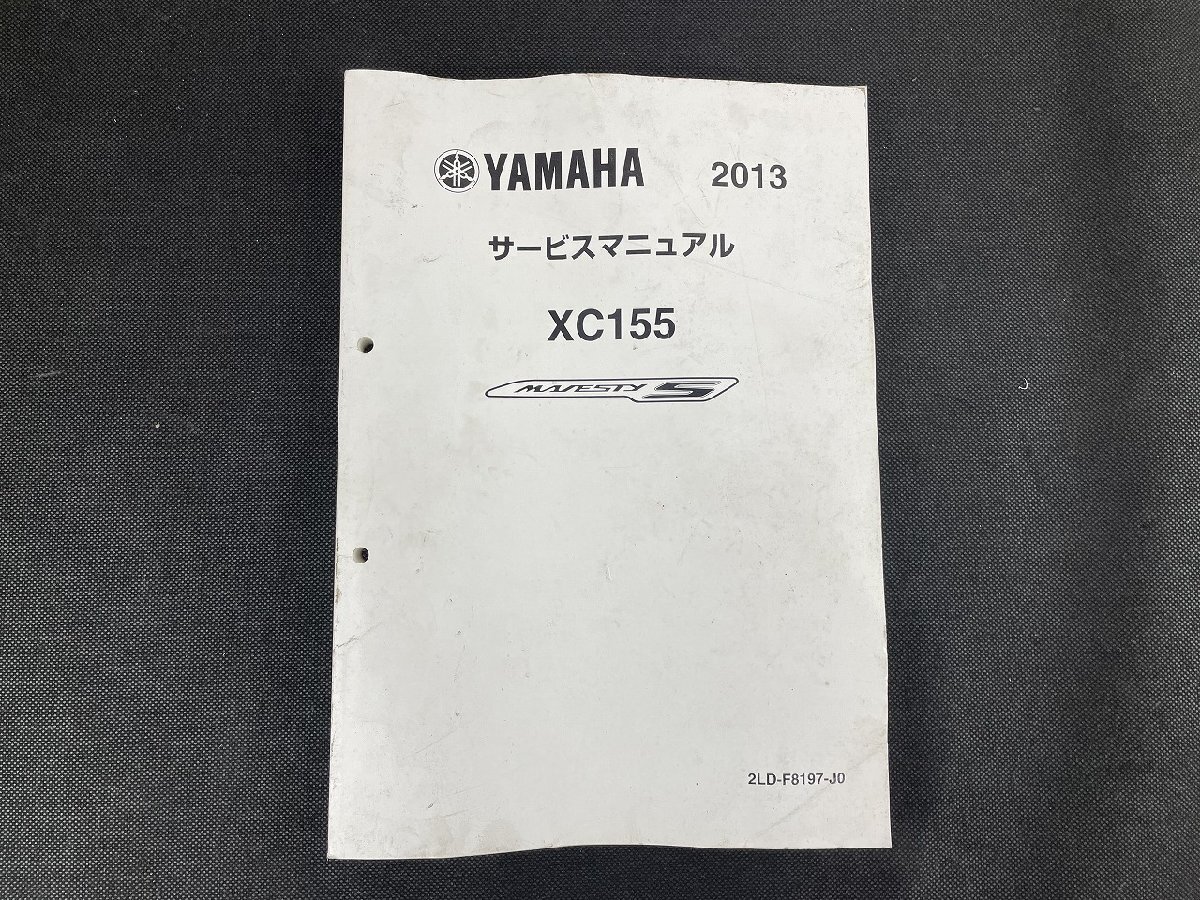 YAMAHA 2013
サービスマニュアル
XC155
MAJESTY S
2LD-F8197-J0